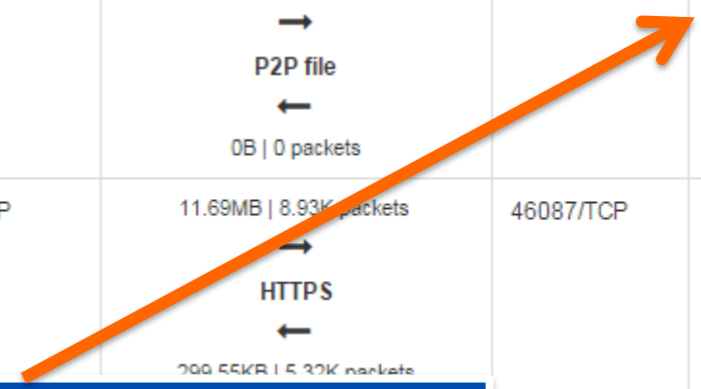 P2P file
0B | 0 packets
P
11.69MB | 8.93K packets
46087/TCP
HTTPS
299.55KB | 5.32K packets